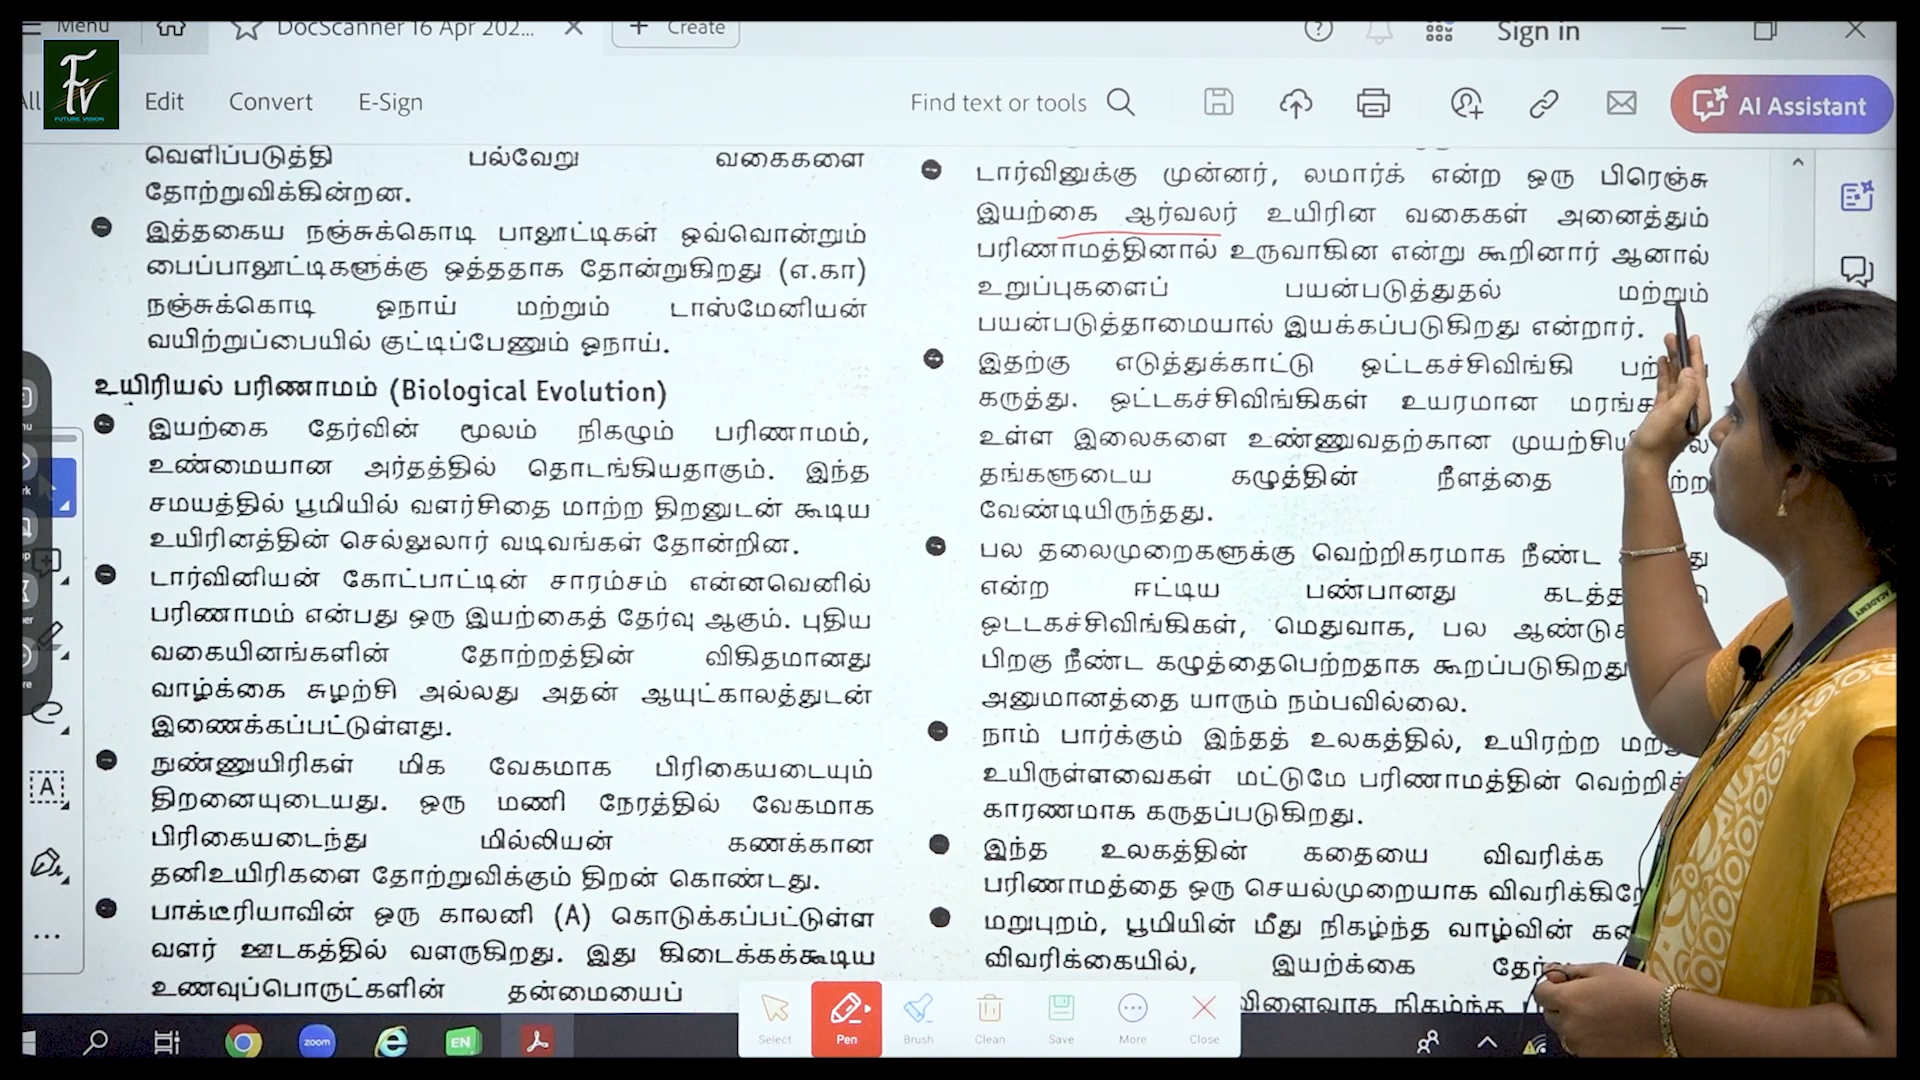 Menu
DocScanner 16 Apr 202...
Create
Sign in
All
Edit
Convert
E-Sign
Find text or tools
AI Assistant
FV
FUTURE VISION
வெளிப்படுத்தி பல்வேறு வகைகளை
தோற்றுவிக்கின்றன.
இத்தகைய நஞ்சுக்கொடி பாலூட்டிகள் ஒவ்வொன்றும்
பைப்பாலூட்டிகளுக்கு ஒத்ததாக தோன்றுகிறது (எ.கா)
நஞ்சுக்கொடி ஓநாய் மற்றும் டாஸ்மேனியன்
வயிற்றுப்பையில் குட்டிப்பேணும் ஓநாய்.
உயிரியல் பரிணாமம் (Biological Evolution)
இயற்கை தேர்வின் மூலம் நிகழும் பரிணாமம்,
உண்மையான அர்தத்தில் தொடங்கியதாகும். இந்த
சமயத்தில் பூமியில் வளர்சிதை மாற்ற திறனுடன் கூடிய
உயிரினத்தின் செல்லுலார் வடிவங்கள் தோன்றின.
டார்வினியன் கோட்பாட்டின் சாரம்சம் என்னவெனில்
பரிணாமம் என்பது ஒரு இயற்கைத் தேர்வு ஆகும். புதிய
வகையினங்களின் தோற்றத்தின் விகிதமானது
வாழ்க்கை சுழற்சி அல்லது அதன் ஆயுட்காலத்துடன்
இணைக்கப்பட்டுள்ளது.
நுண்ணுயிரிகள் மிக வேகமாக பிரிகையடையும்
திறனையுடையது. ஒரு மணி நேரத்தில் வேகமாக
பிரிகையடைந்து மில்லியன் கணக்கான
தனிஉயிரிகளை தோற்றுவிக்கும் திறன் கொண்டது.
பாக்டீரியாவின் ஒரு காலனி (A) கொடுக்கப்பட்டுள்ள
வளர் ஊடகத்தில் வளருகிறது. இது கிடைக்கக்கூடிய
உணவுப்பொருட்களின் தன்மையைப்
டார்வினுக்கு முன்னர், லமார்க் என்ற ஒரு பிரெஞ்சு
இயற்கை ஆர்வலர் உயிரின வகைகள் அனைத்தும்
பரிணாமத்தினால் உருவாகின என்று கூறினார் ஆனால்
உறுப்புகளைப் பயன்படுத்துதல் மற்றும்
பயன்படுத்தாமையால் இயக்கப்படுகிறது என்றார்.
இதற்கு எடுத்துக்காட்டு ஒட்டகச்சிவிங்கி
கருத்து. ஒட்டகச்சிவிங்கிகள் உயரமான
உள்ள இலைகளை உண்ணுவதற்கான
தங்களுடைய கழுத்தின் நீளத்தை
வேண்டியிருந்தது.
பல தலைமுறைகளுக்கு வெற்றிகரமாக நீண்ட
என்ற ஈட்டிய பண்பானது
ஒட்டகச்சிவிங்கிகள், மெதுவாக, பல
பிறகு நீண்ட கழுத்தைபெற்றதாக கூறப்படுகிறது
அனுமானத்தை யாரும் நம்பவில்லை.
நாம் பார்க்கும் இந்தத் உலகத்தில், உயிரற்ற
உயிருள்ளவைகள் மட்டுமே பரிணாமத்தின்
காரணமாக கருதப்படுகிறது.
இந்த உலகத்தின் கதையை விவரிக்க
பரிணாமத்தை ஒரு செயல்முறையாக
மறுபுறம், பூமியின் மீது நிகழ்ந்த வாழ்வின்
விவரிக்கையில், இயற்க்கை
விளைவாக நிகழ்ந்த
Select
Pen
Brush
Clean
Save
More
Close
zoom
EN
ACADEMY